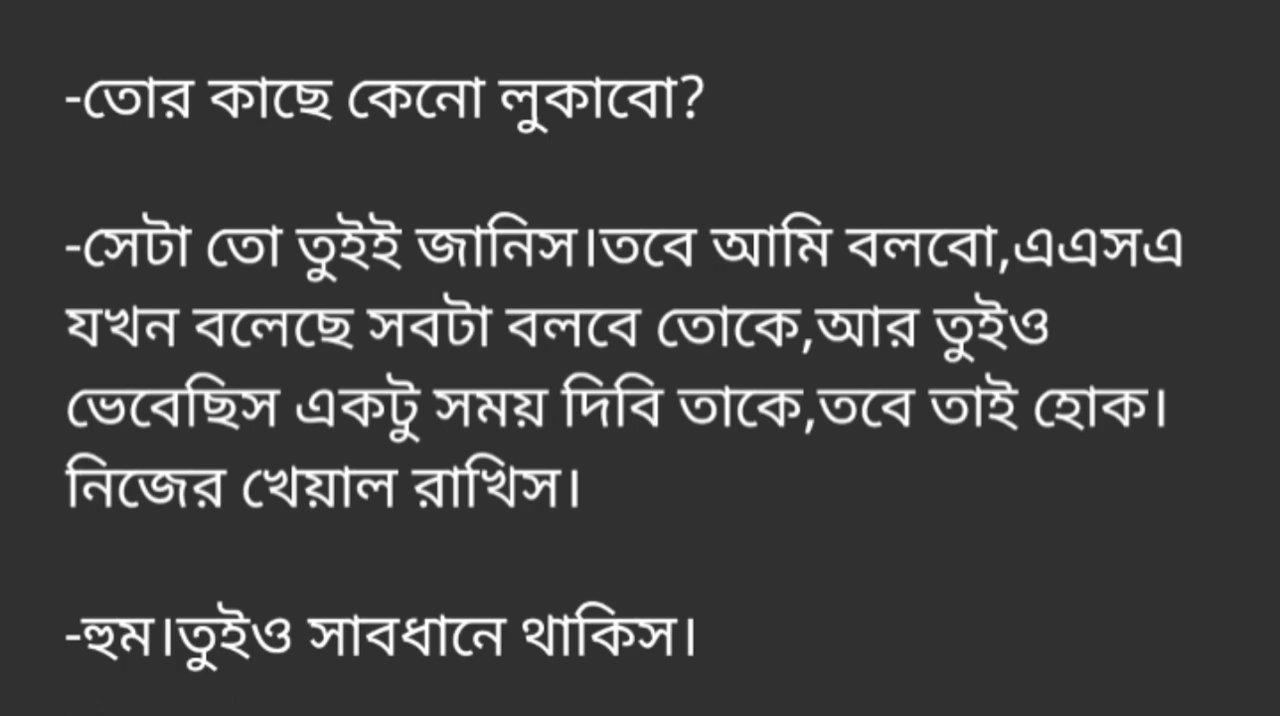 -তোর কাছে কেনো লুকাবো?
-সেটা তো তুইই জানিস।তবে আমি বলবো,এএসএ
যখন বলেছে সবটা বলবে তোকে,আর তুইও
ভেবেছিস একটু সময় দিবি তাকে,তবে তাই হোক।
নিজের খেয়াল রাখিস।
-হুম।তুইও সাবধানে থাকিস।